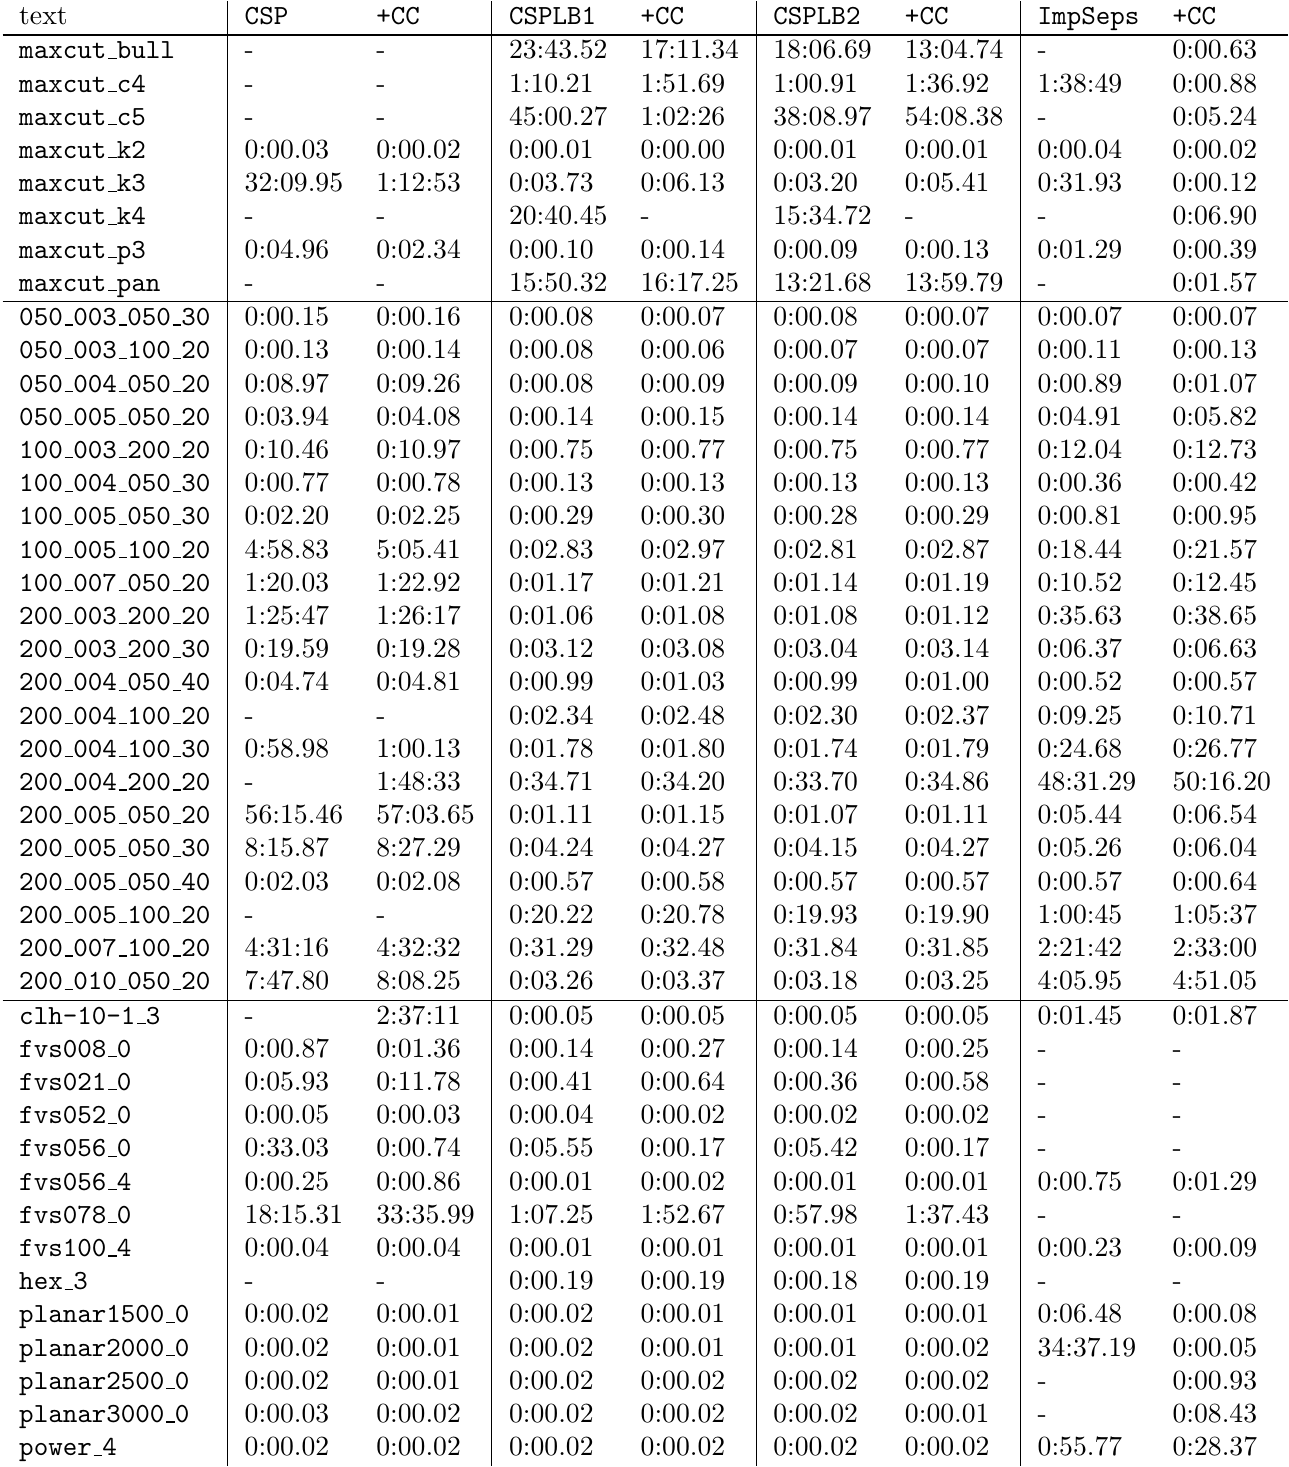 text CSP +CC CSPLB1 +CC CSPLB2 +CC ImpSeps +CC
maxcut_bull - - 23:43.52 17:11.34 18:06.69 13:04.74 - 0:00.63
maxcut_c4 - - 1:10.21 1:51.69 1:00.91 1:36.92 1:38:49 0:00.88
maxcut_c5 - - 45:00.27 1:02:26 38:08.97 54:08.38 - 0:05.24
maxcut_k2 0:00.03 0:00.02 0:00.01 0:00.00 0:00.01 0:00.01 0:00.04 0:00.02
maxcut_k3 32:09.95 1:12:53 0:03.73 0:06.13 0:03.20 0:05.41 0:31.93 0:00.12
maxcut_k4 - - 20:40.45 - 15:34.72 - - 0:06.90
maxcut_p3 0:04.96 0:02.34 0:00.10 0:00.14 0:00.09 0:00.13 0:01.29 0:00.39
maxcut_pan - - 15:50.32 16:17.25 13:21.68 13:59.79 - 0:01.57
050_003_050_30 0:00.15 0:00.16 0:00.08 0:00.07 0:00.08 0:00.07 0:00.07 0:00.07
050_003_100_20 0:00.13 0:00.14 0:00.08 0:00.06 0:00.07 0:00.07 0:00.11 0:00.13
050_004_050_20 0:08.97 0:09.26 0:00.08 0:00.09 0:00.09 0:00.10 0:00.89 0:01.07
050_005_050_20 0:03.94 0:04.08 0:00.14 0:00.15 0:00.14 0:00.14 0:04.91 0:05.82
100_003_200_20 0:10.46 0:10.97 0:00.75 0:00.77 0:00.75 0:00.77 0:12.04 0:12.73
100_004_050_30 0:00.77 0:00.78 0:00.13 0:00.13 0:00.13 0:00.13 0:00.36 0:00.42
100_005_050_30 0:02.20 0:02.25 0:00.29 0:00.30 0:00.28 0:00.29 0:00.81 0:00.95
100_005_100_20 4:58.83 5:05.41 0:02.83 0:02.97 0:02.81 0:02.87 0:18.44 0:21.57
100_007_050_20 1:20.03 1:22.92 0:01.17 0:01.21 0:01.14 0:01.19 0:10.52 0:12.45
200_003_200_20 1:25:47 1:26:17 0:01.06 0:01.08 0:01.08 0:01.12 0:35.63 0:38.65
200_003_200_30 0:19.59 0:19.28 0:03.12 0:03.08 0:03.04 0:03.14 0:06.37 0:06.63
200_004_050_40 0:04.74 0:04.81 0:00.99 0:01.03 0:00.99 0:01.00 0:00.52 0:00.57
200_004_100_20 - - 0:02.34 0:02.48 0:02.30 0:02.37 0:09.25 0:10.71
200_004_100_30 0:58.98 1:00.13 0:01.78 0:01.80 0:01.74 0:01.79 0:24.68 0:26.77
200_004_200_20 - 1:48:33 0:34.71 0:34.20 0:33.70 0:34.86 48:31.29 50:16.20
200_005_050_20 56:15.46 57:03.65 0:01.11 0:01.15 0:01.07 0:01.11 0:05.44 0:06.54
200_005_050_30 8:15.87 8:27.29 0:04.24 0:04.27 0:04.15 0:04.27 0:05.26 0:06.04
200_005_050_40 0:02.03 0:02.08 0:00.57 0:00.58 0:00.57 0:00.57 0:00.57 0:00.64
200_005_100_20 - - 0:20.22 0:20.78 0:19.93 0:19.90 1:00:45 1:05:37
200_007_100_20 4:31:16 4:32:32 0:31.29 0:32.48 0:31.84 0:31.85 2:21:42 2:33:00
200_010_050_20 7:47.80 8:08.25 0:03.26 0:03.37 0:03.18 0:03.25 4:05.95 4:51.05
clh-10-1_3 - 2:37:11 0:00.05 0:00.05 0:00.05 0:00.05 0:01.45 0:01.87
fvs008_0 0:00.87 0:01.36 0:00.14 0:00.27 0:00.14 0:00.25 - -
fvs021_0 0:05.93 0:11.78 0:00.41 0:00.64 0:00.36 0:00.58 - -
fvs052_0 0:00.05 0:00.03 0:00.04 0:00.02 0:00.02 0:00.02 - -
fvs056_0 0:33.03 0:00.74 0:05.55 0:00.17 0:05.42 0:00.17 - -
fvs056_4 0:00.25 0:00.86 0:00.01 0:00.02 0:00.01 0:00.01 0:00.75 0:01.29
fvs078_0 18:15.31 33:35.99 1:07.25 1:52.67 0:57.98 1:37.43 - -
fvs100_4 0:00.04 0:00.04 0:00.01 0:00.01 0:00.01 0:00.01 0:00.23 0:00.09
hex_3 - - 0:00.19 0:00.19 0:00.18 0:00.19 - -
planar1500_0 0:00.02 0:00.01 0:00.02 0:00.01 0:00.01 0:00.01 0:06.48 0:00.08
planar2000_0 0:00.02 0:00.01 0:00.02 0:00.01 0:00.01 0:00.02 34:37.19 0:00.05
planar2500_0 0:00.02 0:00.01 0:00.02 0:00.02 0:00.02 0:00.02 - 0:00.93
planar3000_0 0:00.03 0:00.02 0:00.02 0:00.02 0:00.02 0:00.01 - 0:08.43
power_4 0:00.02 0:00.02 0:00.02 0:00.02 0:00.02 0:00.02 0:55.77 0:28.37